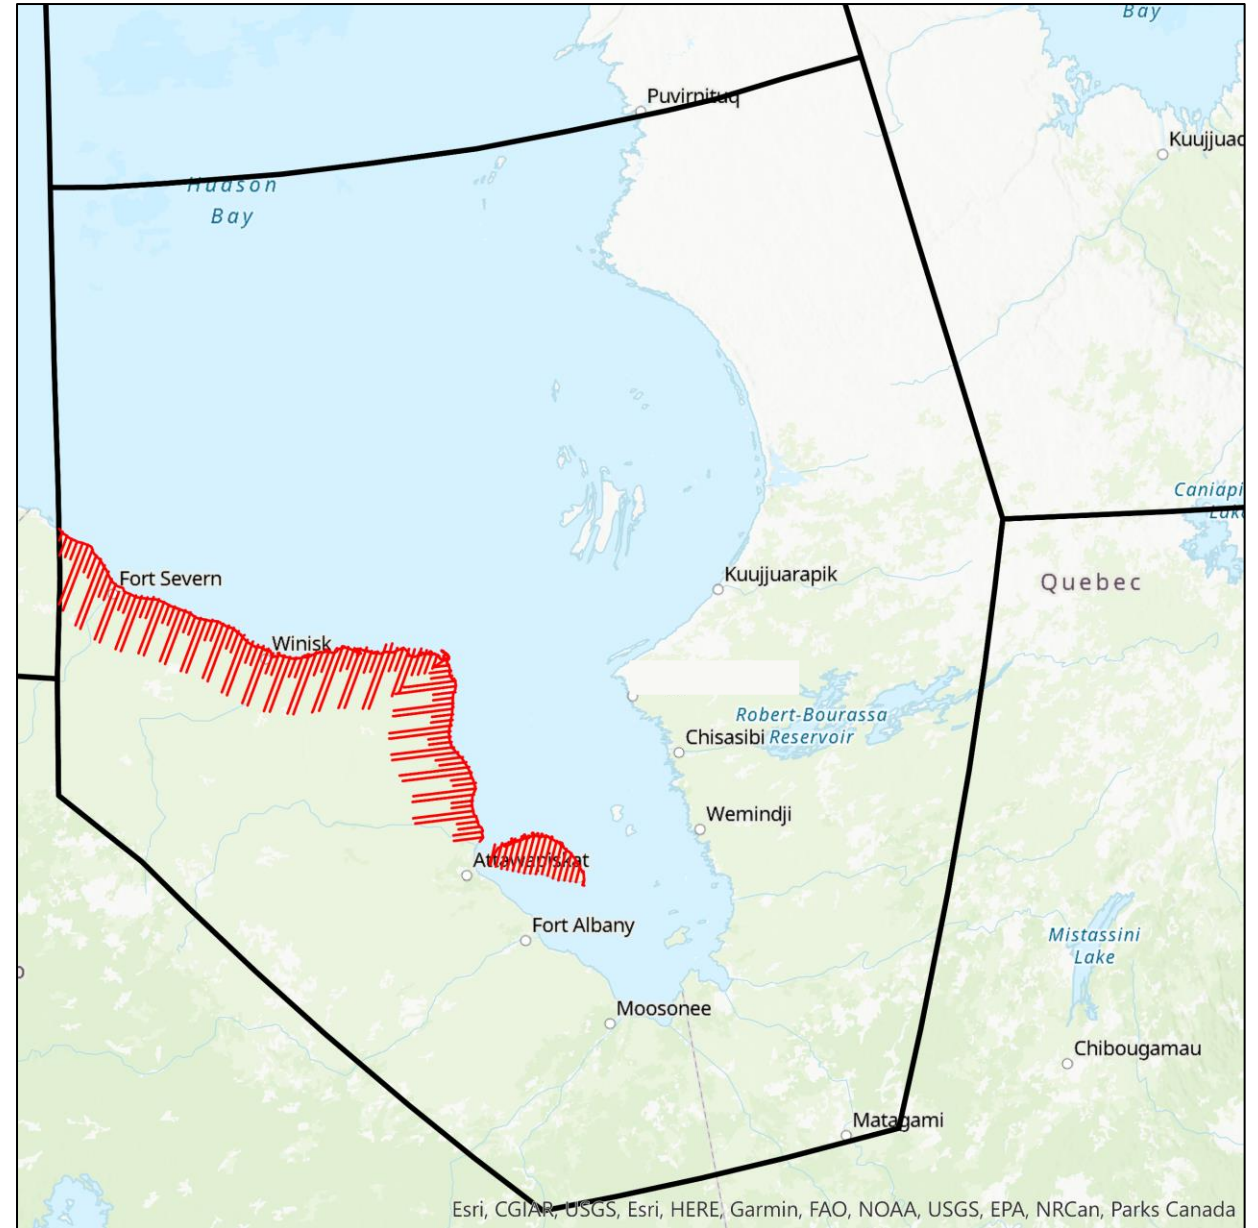 Bay
Puvirnituq
Kuujjuac
Hudson
Bay
Caniapi
Lake
Fort Severn
Kuujjuarapik
Quebec
Winisk
Robert-Bourassa
Reservoir
Chisasibi
Wemindji
Attawapiskat
Fort Albany
Mistassini
Lake
Moosonee
Chibougamau
Matagami
Esri, CGIAR, USGS, Esri, HERE, Garmin, FAO, NOAA, USGS, EPA, NRCan, Parks Canada